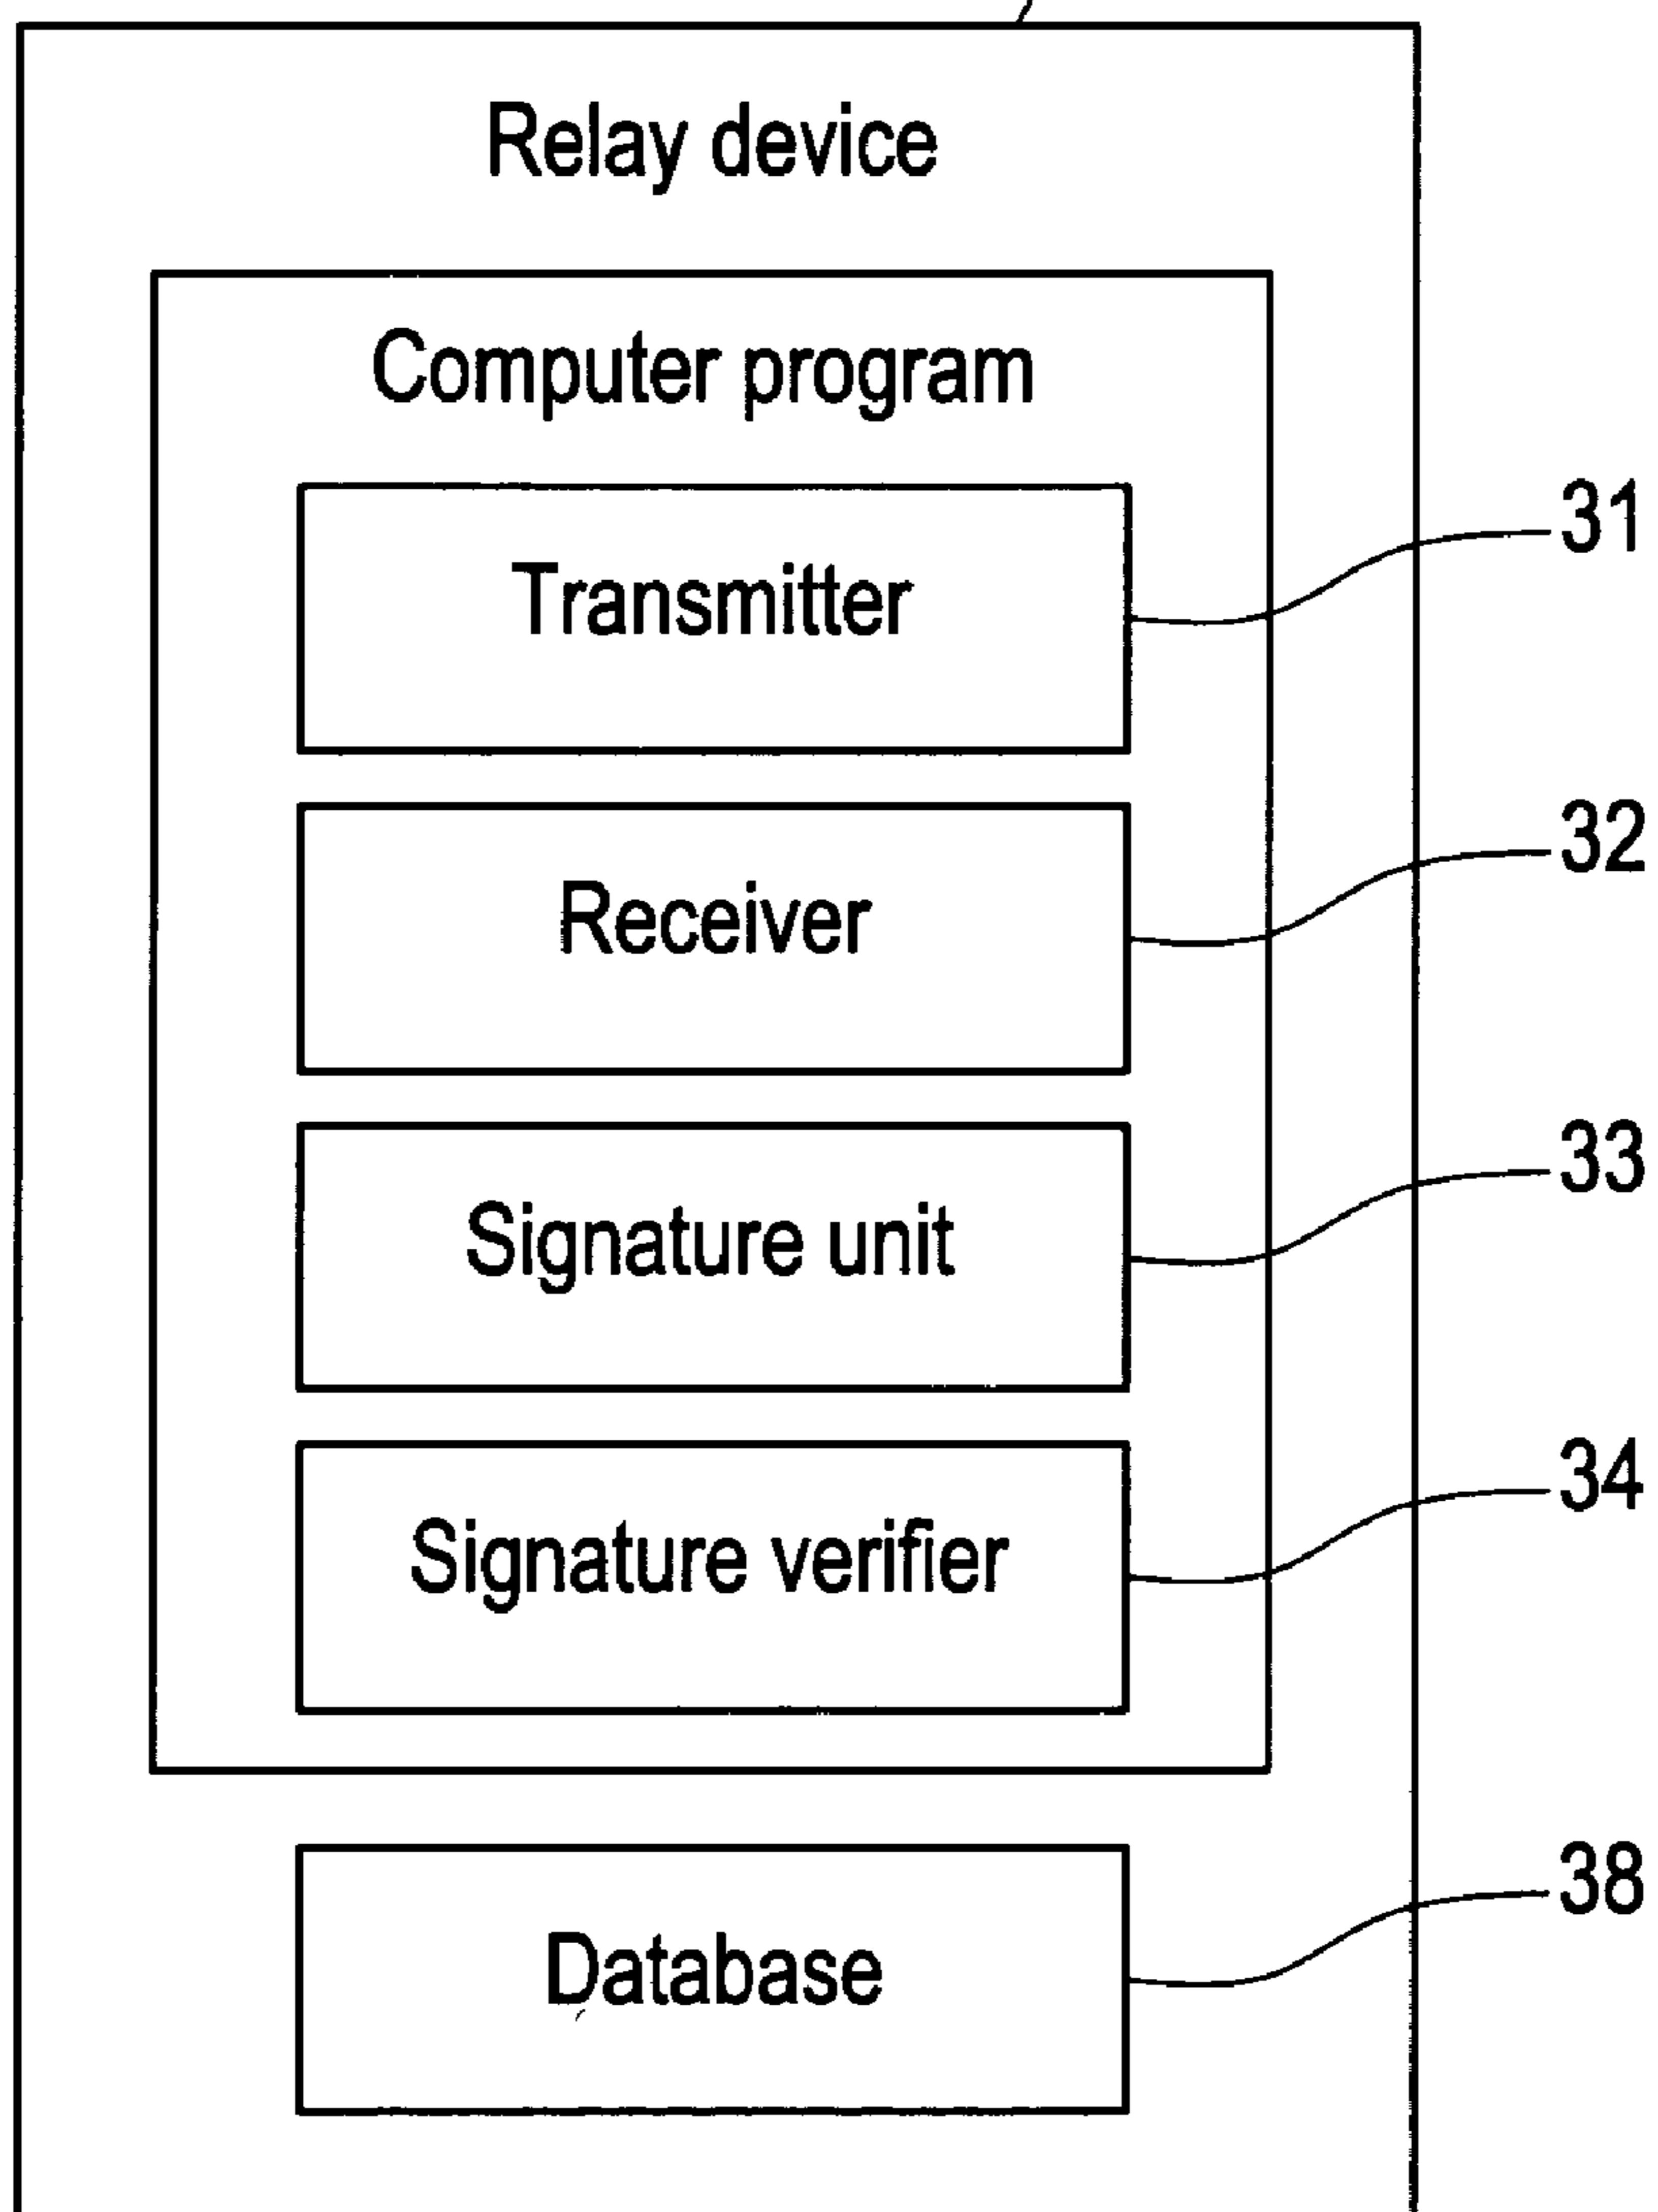 Relay device
Computer program
Transmitter
31
Receiver
32
Signature unit
33
Signature verifier
34
Database
38